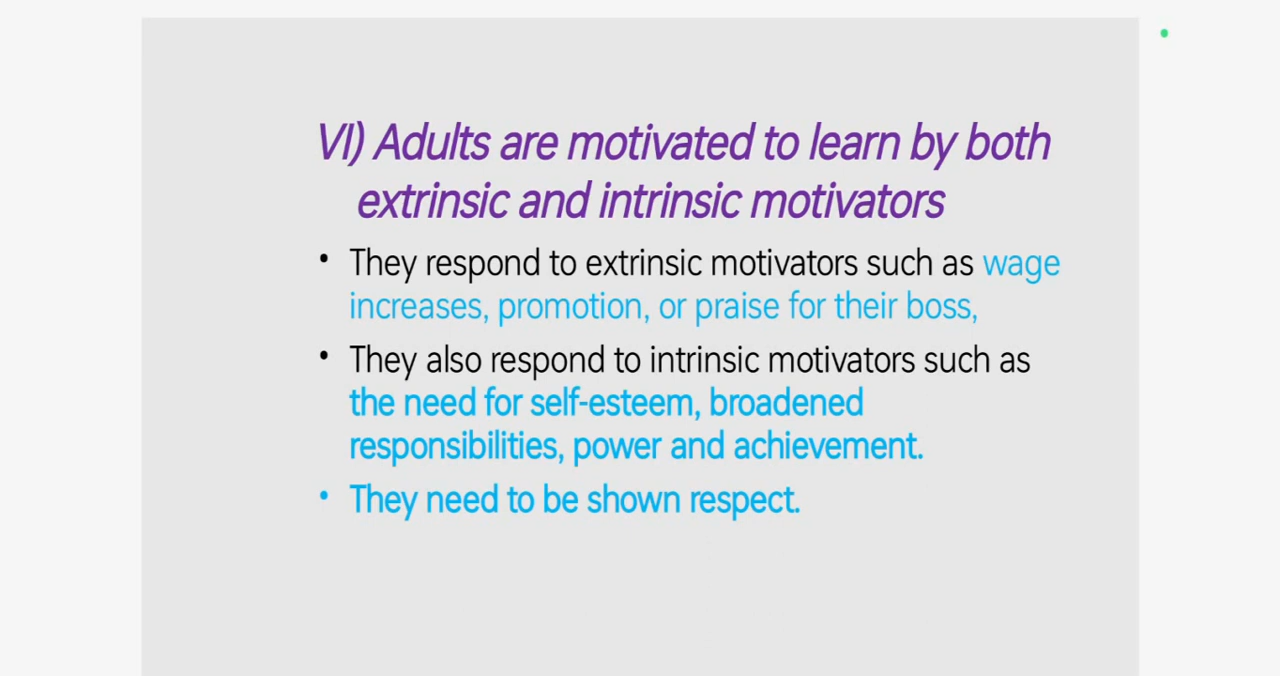 VI) Adults are motivated to learn by both
extrinsic and intrinsic motivators
• They respond to extrinsic motivators such as wage
increases, promotion, or praise for their boss,
• They also respond to intrinsic motivators such as
the need for self-esteem, broadened
responsibilities, power and achievement.
• They need to be shown respect.